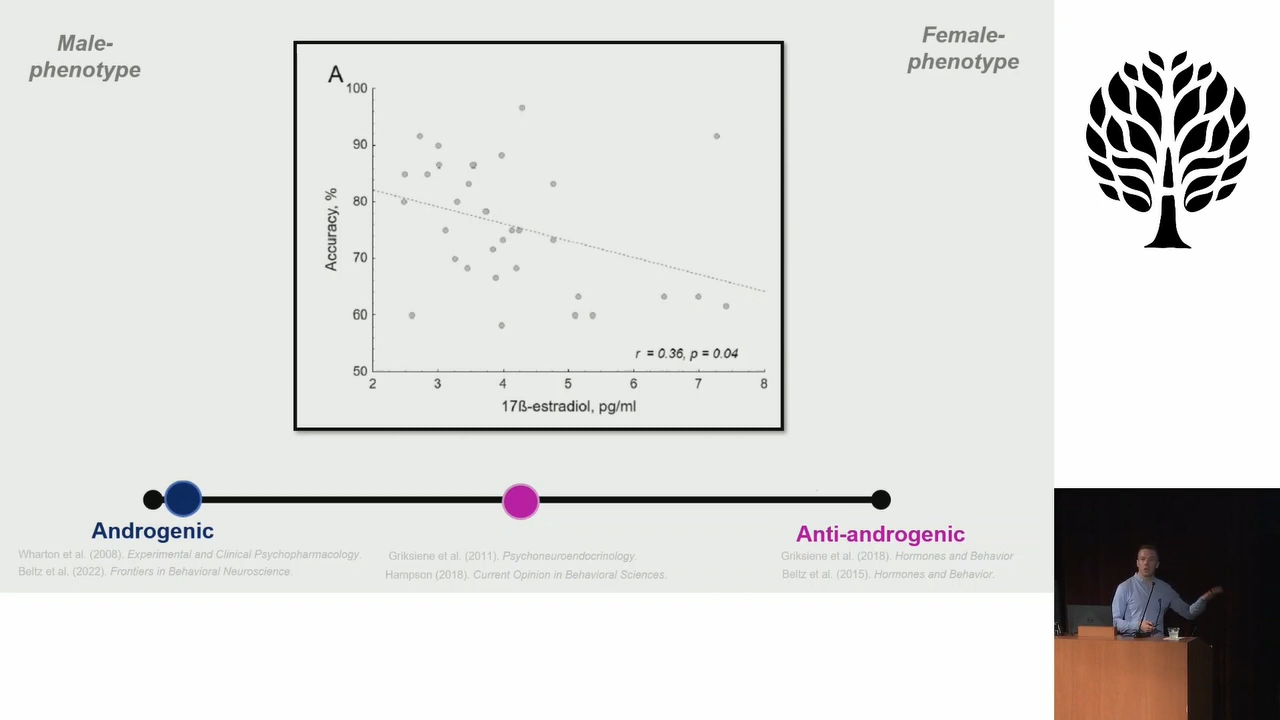 Male-
phenotype
Female-
phenotype
A
100
90
80
70
60
50
Accuracy, %
r = 0.36, p = 0.04
2 3 4 5 6 7 8
17ß-estradiol, pg/ml
Androgenic
Anti-androgenic
Wharton et al. (2008). Experimental and Clinical Psychopharmacology.
Beltz et al. (2022). Frontiers in Behavioral Neuroscience.
Griksiene et al. (2011). Psychoneuroendocrinology.
Hampson (2018). Current Opinion in Behavioral Sciences.
Griksiene et al. (2018). Hormones and Behavior
Beltz et al. (2015). Hormones and Behavior.